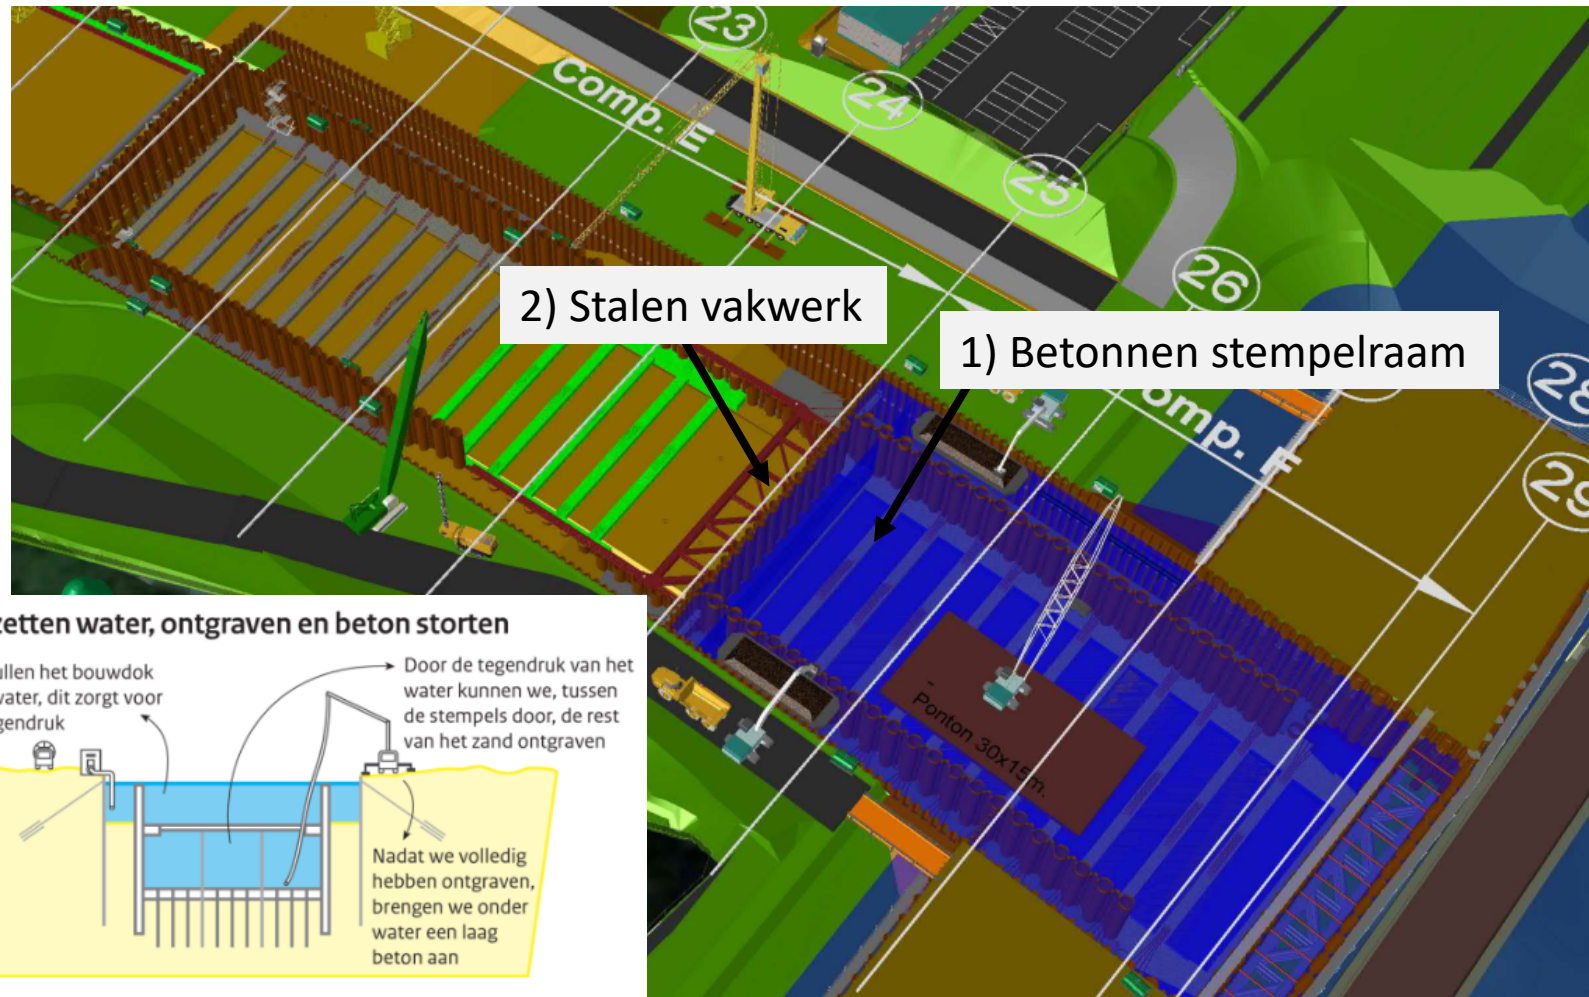 23
Comp. E
24
25
26
2) Stalen vakwerk
1) Betonnen stempelraam
28
omp. F
29
zetten water, ontgraven en beton storten
ullen het bouwdok
water, dit zorgt voor
gendruk
Door de tegendruk van het
water kunnen we, tussen
de stempels door, de rest
van het zand ontgraven
Nadat we volledig
hebben ontgraven,
brengen we onder
water een laag
beton aan
Ponton 30x15m.